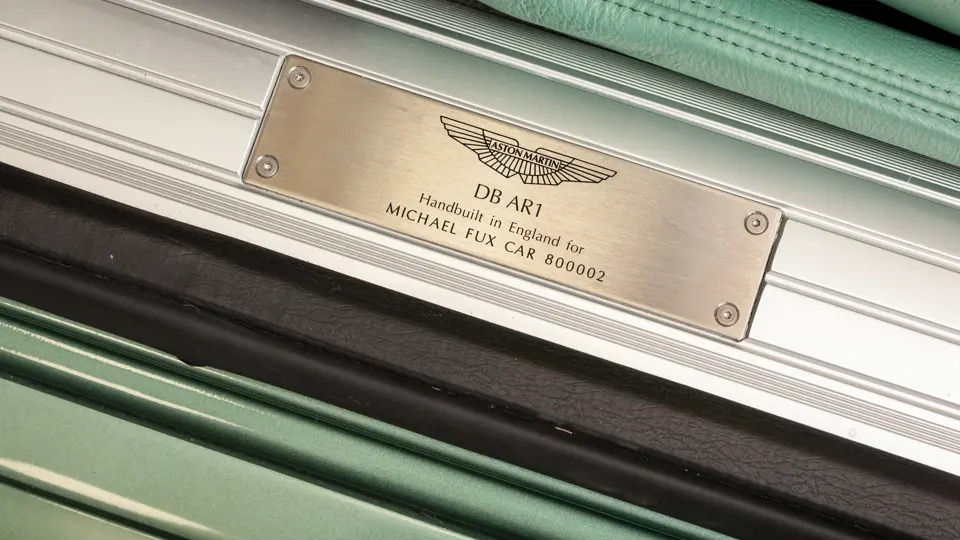 ASTON MARTIN
DB AR1
Handbuilt in England for
MICHAEL FUX CAR 800002